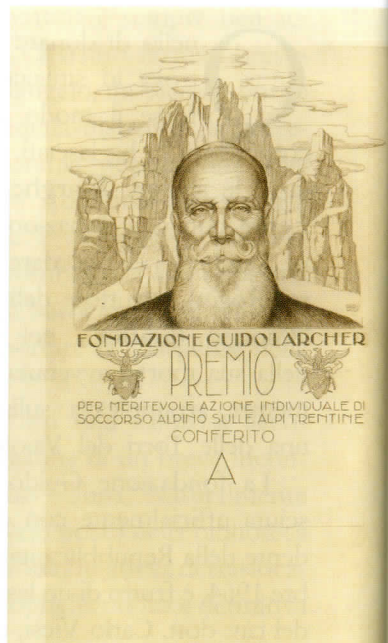 FONDAZIONE GUIDO LARCHER
PREMIO
PER MERITEVOLE AZIONE INDIVIDUALE DI
SOCCORSO ALPINO SULLE ALPI TRENTINE
CONFERITO
A